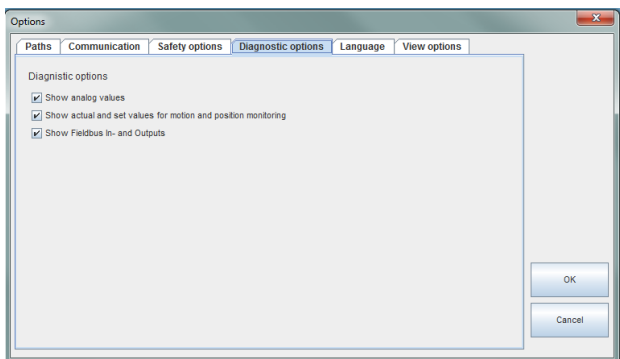 Options
Paths Communication Safety options Diagnostic options Language View options
Diagnistic options
Show analog values
Show actual and set values for motion and position monitoring
Show Fieldbus In- and Outputs
OK
Cancel